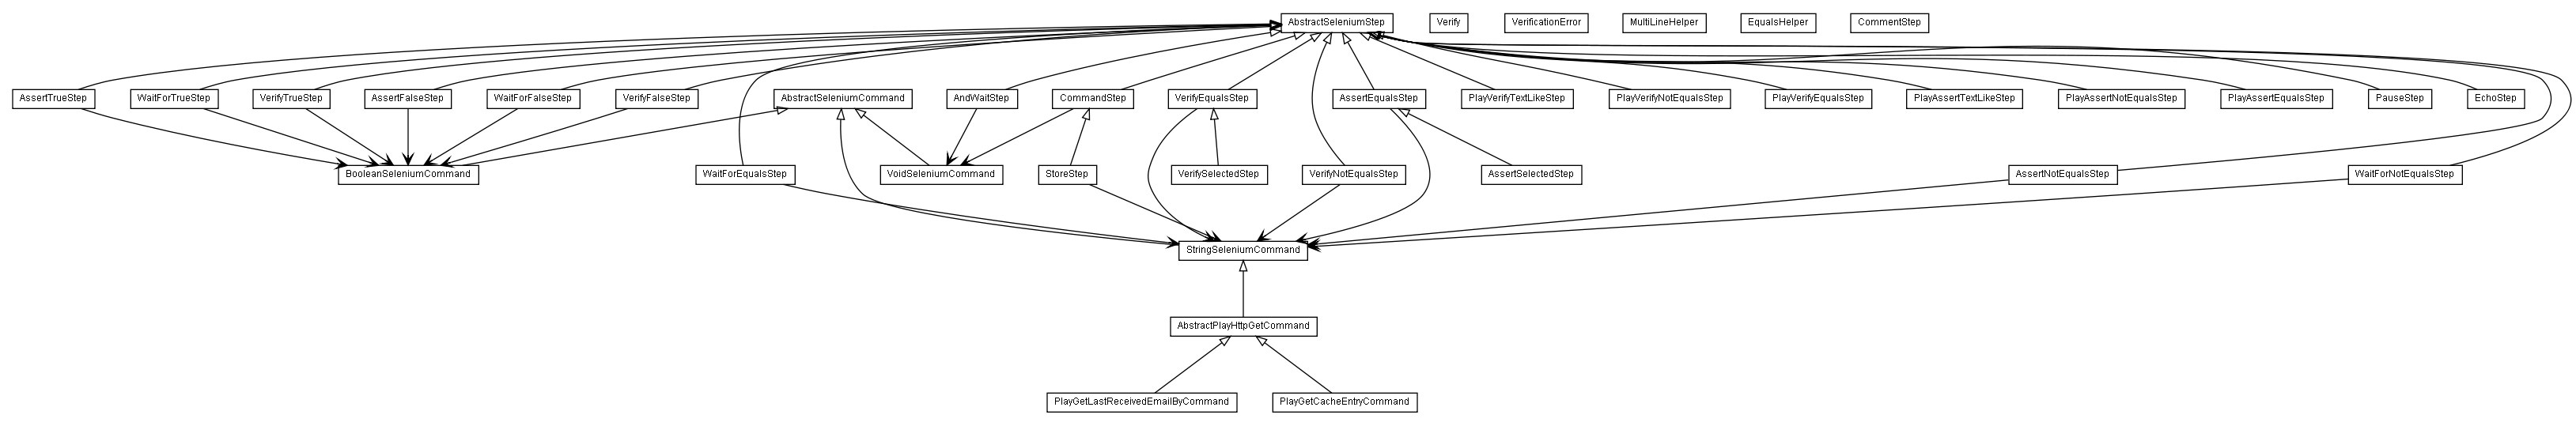 AbstractSeleniumStep
Verify
VerificationError
MultiLineHelper
EqualsHelper
CommentStep
AssertTrueStep
WaitForTrueStep
VerifyTrueStep
AssertFalseStep
WaitForFalseStep
VerifyFalseStep
AbstractSeleniumCommand
AndWaitStep
CommandStep
VerifyEqualsStep
AssertEqualsStep
PlayVerifyTextLikeStep
PlayVerifyNotEqualsStep
PlayVerifyEqualsStep
PlayAssertTextLikeStep
PlayAssertNotEqualsStep
PlayAssertEqualsStep
PauseStep
EchoStep
BooleanSeleniumCommand
WaitForEqualsStep
VoidSeleniumCommand
StoreStep
VerifySelectedStep
VerifyNotEqualsStep
AssertSelectedStep
AssertNotEqualsStep
WaitForNotEqualsStep
StringSeleniumCommand
AbstractPlayHttpGetCommand
PlayGetLastReceivedEmailByCommand
PlayGetCacheEntryCommand